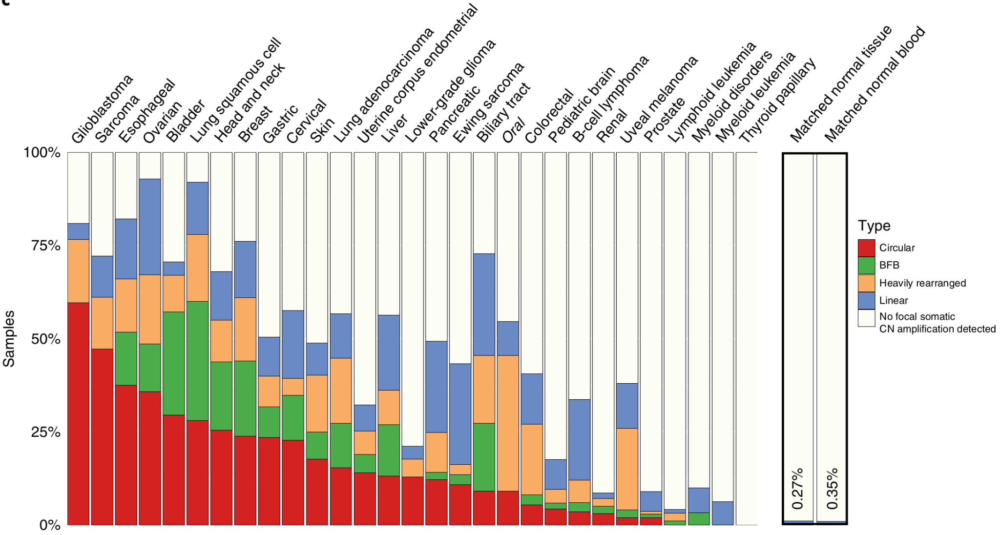 c
Glioblastoma
Sarcoma
Esophageal
Ovarian
Bladder
Lung squamous cell
Head and neck
Breast
Gastric
Cervical
Skin
Lung adenocarcinoma
Uterine corpus endometrial
Liver
Lower-grade glioma
Pancreatic
Ewing sarcoma
Biliary tract
Oral
Colorectal
Pediatric brain
B-cell lymphoma
Renal
Uveal melanoma
Prostate
Lymphoid leukemia
Myeloid disorders
Myeloid leukemia
Thyroid papillary
Matched normal tissue
Matched normal blood
100%
75%
50%
25%
0%
Samples
0.27%
0.35%
Type
Circular
BFB
Heavily rearranged
Linear
No focal somatic
CN amplification detected